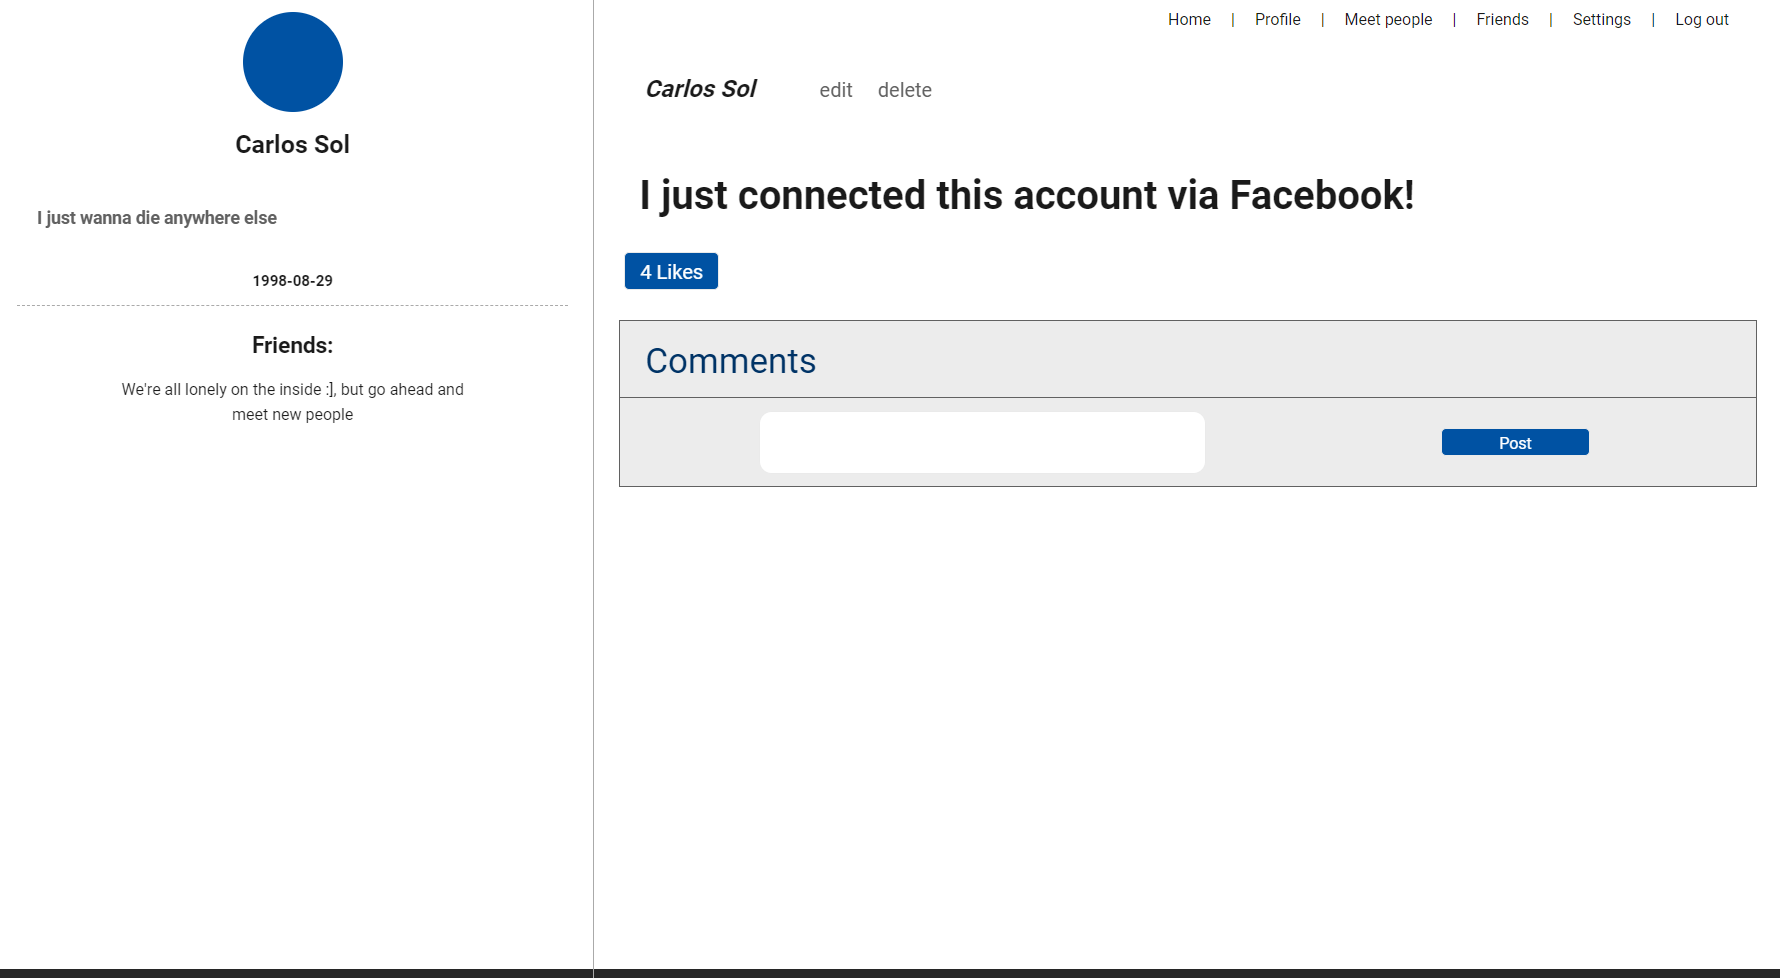 Carlos Sol
I just wanna die anywhere else
1998-08-29
Friends:
We're all lonely on the inside :], but go ahead and
meet new people
Home | Profile | Meet people | Friends | Settings | Log out
Carlos Sol edit delete
I just connected this account via Facebook!
4 Likes
Comments
Post